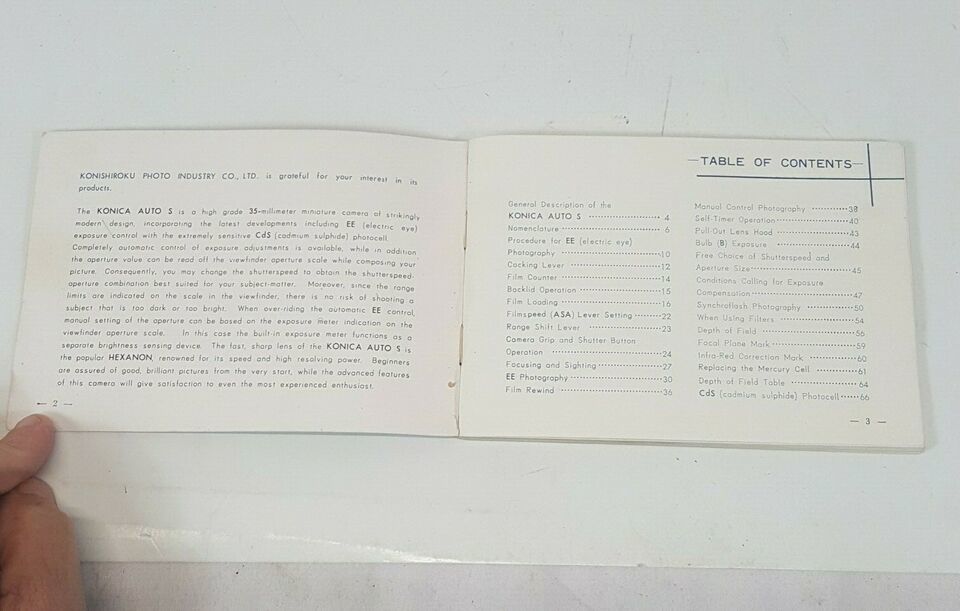 KONISHIROKU PHOTO INDUSTRY CO., LTD. is grateful for your interest in its
products.
The KONICA AUTO S is a high grade 35-millimeter miniature camera of strikingly
modern design, incorporating the latest developments including EE (electric eye)
exposure control with the extremely sensitive CdS (cadmium sulphide) photocell.
Completely automatic control of exposure adjustments is available, while in addition
the aperture value can be read off the viewfinder aperture scale while composing your
picture. Consequently, you may change the shutterspeed to obtain the shutterspeed-
aperture combination best suited for your subject-matter. Moreover, since the range
limits are indicated on the scale in the viewfinder, there is no risk of shooting a
subject that is too dark or too bright. When over-riding the automatic EE control,
manual setting of the aperture can be based on the exposure meter indication on the
viewfinder aperture scale. In this case the built-in exposure meter functions as a
separate brightness sensing device. The fast, sharp lens of the KONICA AUTO S is
the popular HEXANON, renowned for its speed and high resolving power. Beginners
are assured of good, brilliant pictures from the very start, while the advanced features
of this camera will give satisfaction to even the most experienced enthusiast.
— 2 —
—TABLE OF CONTENTS—
General Description of the
KONICA AUTO S ·················· 4
Nomenclature ························ 6
Procedure for EE (electric eye)
Photography ························10
Cocking Lever ·······················12
Film Counter ························14
Backlid Operation ···················15
Film Loading ························16
Filmspeed (ASA) Lever Setting ·······22
Range Shift Lever ··················23
Camera Grip and Shutter Button
Operation ··························24
Focusing and Sighting················27
EE Photography ·····················30
Film Rewind ························36
Manual Control Photography ··········38
Self-Timer Operation·················40
Pull-Out Lens Hood ··················43
Bulb (B) Exposure ··················44
Free Choice of Shutterspeed and
Aperture Size·······················45
Conditions Calling for Exposure
Compensation·······················47
Synchroflash Photography ············50
When Using Filters ··················54
Depth of Field ······················56
Focal Plane Mark····················59
Infra-Red Correction Mark ···········60
Replacing the Mercury Cell ···········61
Depth of Field Table ················64
CdS (cadmium sulphide) Photocell······66
— 3 —